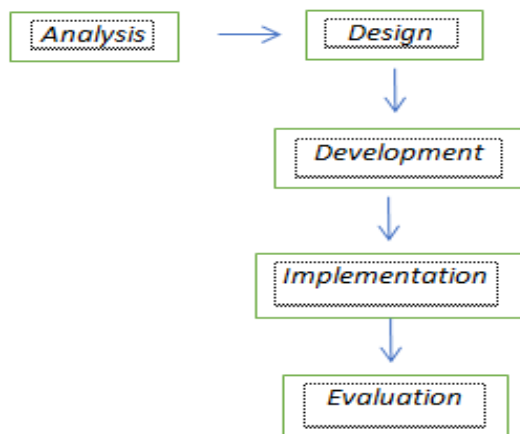 Analysis
Design
Development
Implementation
Evaluation